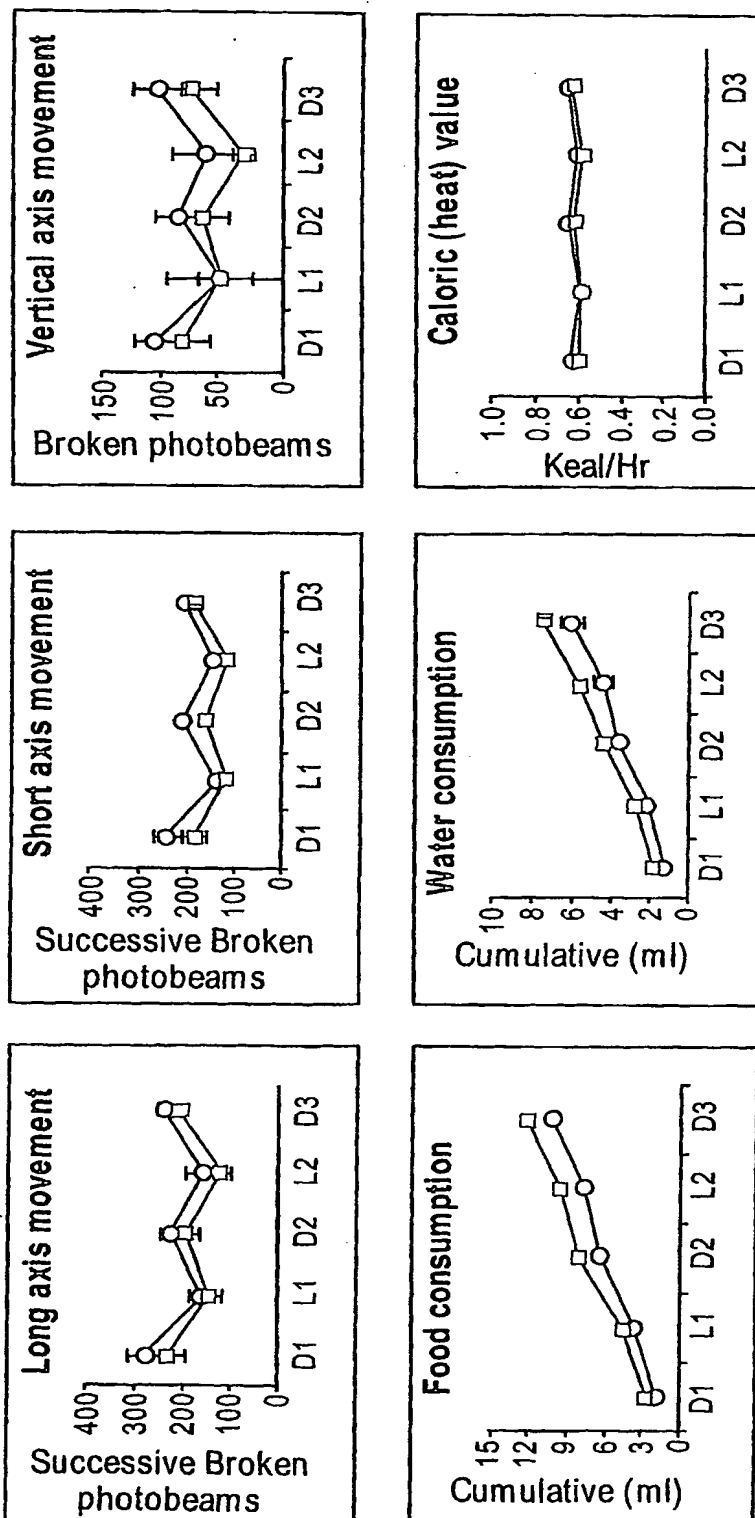 Long axis movement
Successive Broken
photobeams
400
300
200
100
0
D1 L1 D2 L2 D3
Short axis movement
Successive Broken
photobeams
400
300
200
100
0
D1 L1 D2 L2 D3
Vertical axis movement
Broken photobeams
150
100
50
0
D1 L1 D2 L2 D3
Food consumption
Cumulative (ml)
15
12
9
6
3
0
D1 L1 D2 L2 D3
Water consumption
Cumulative (ml)
10
8
6
4
2
0
D1 L1 D2 L2 D3
Caloric (heat) value
Keal/Hr
1.0
0.8
0.6
0.4
0.2
0.0
D1 L1 D2 L2 D3